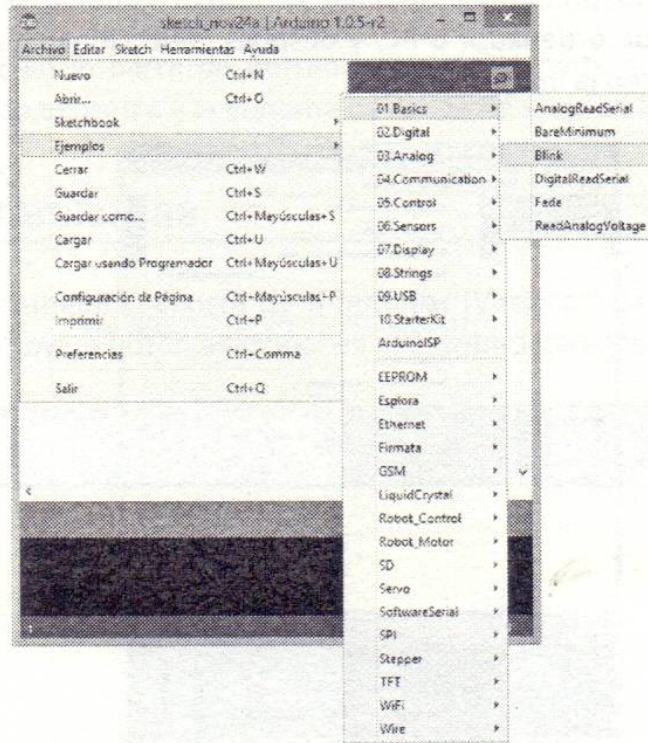 sketch_nov24a | Arduino 1.0.5-r2
Archivo Editar Sketch Herramientas Ayuda
Nuevo Ctrl+N
Abrir... Ctrl+O
Sketchbook
Ejemplos
Cerrar Ctrl+W
Guardar Ctrl+S
Guardar como... Ctrl+Mayúsculas+S
Cargar Ctrl+U
Cargar usando Programador Ctrl+Mayúsculas+U
Configuración de Página Ctrl+Mayúsculas+P
Imprimir Ctrl+P
Preferencias Ctrl+Comma
Salir Ctrl+Q
01.Basics
02.Digital
03.Analog
04.Communication
05.Control
06.Sensors
07.Display
08.Strings
09.USB
10.StarterKit
ArduinoISP
EEPROM
Esplora
Ethernet
Firmata
GSM
LiquidCrystal
Robot_Control
Robot_Motor
SD
Servo
SoftwareSerial
SPI
Stepper
TFT
WiFi
Wire
AnalogReadSerial
BareMinimum
Blink
DigitalReadSerial
Fade
ReadAnalogVoltage
1